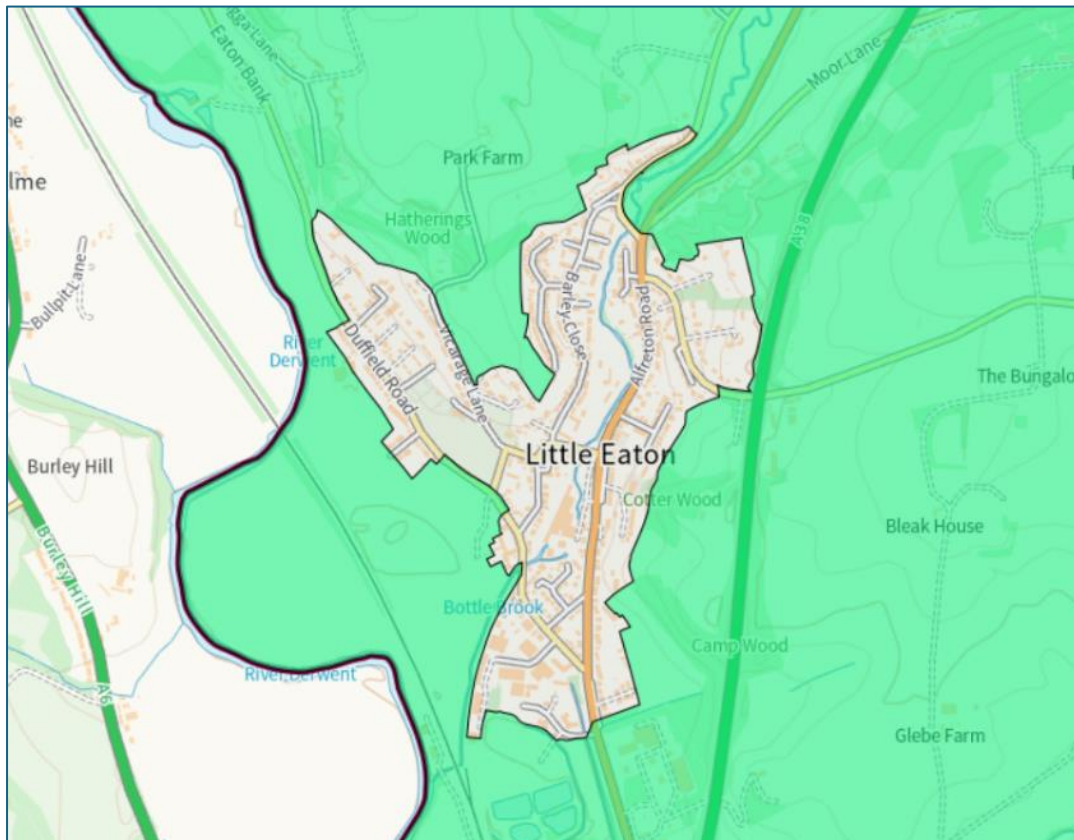 Eaton Bank
Moor Lane
Park Farm
lme
Hatherings
Wood
A38
Bullpit Lane
River
Derwent
Duffield Road
Vicarage Lane
Barley Close
Alfreton Road
The Bungalo
Burley Hill
Little Eaton
Cotter Wood
Bleak House
Burley Hill
Bottle Brook
Camp Wood
River Derwent
A6
Glebe Farm